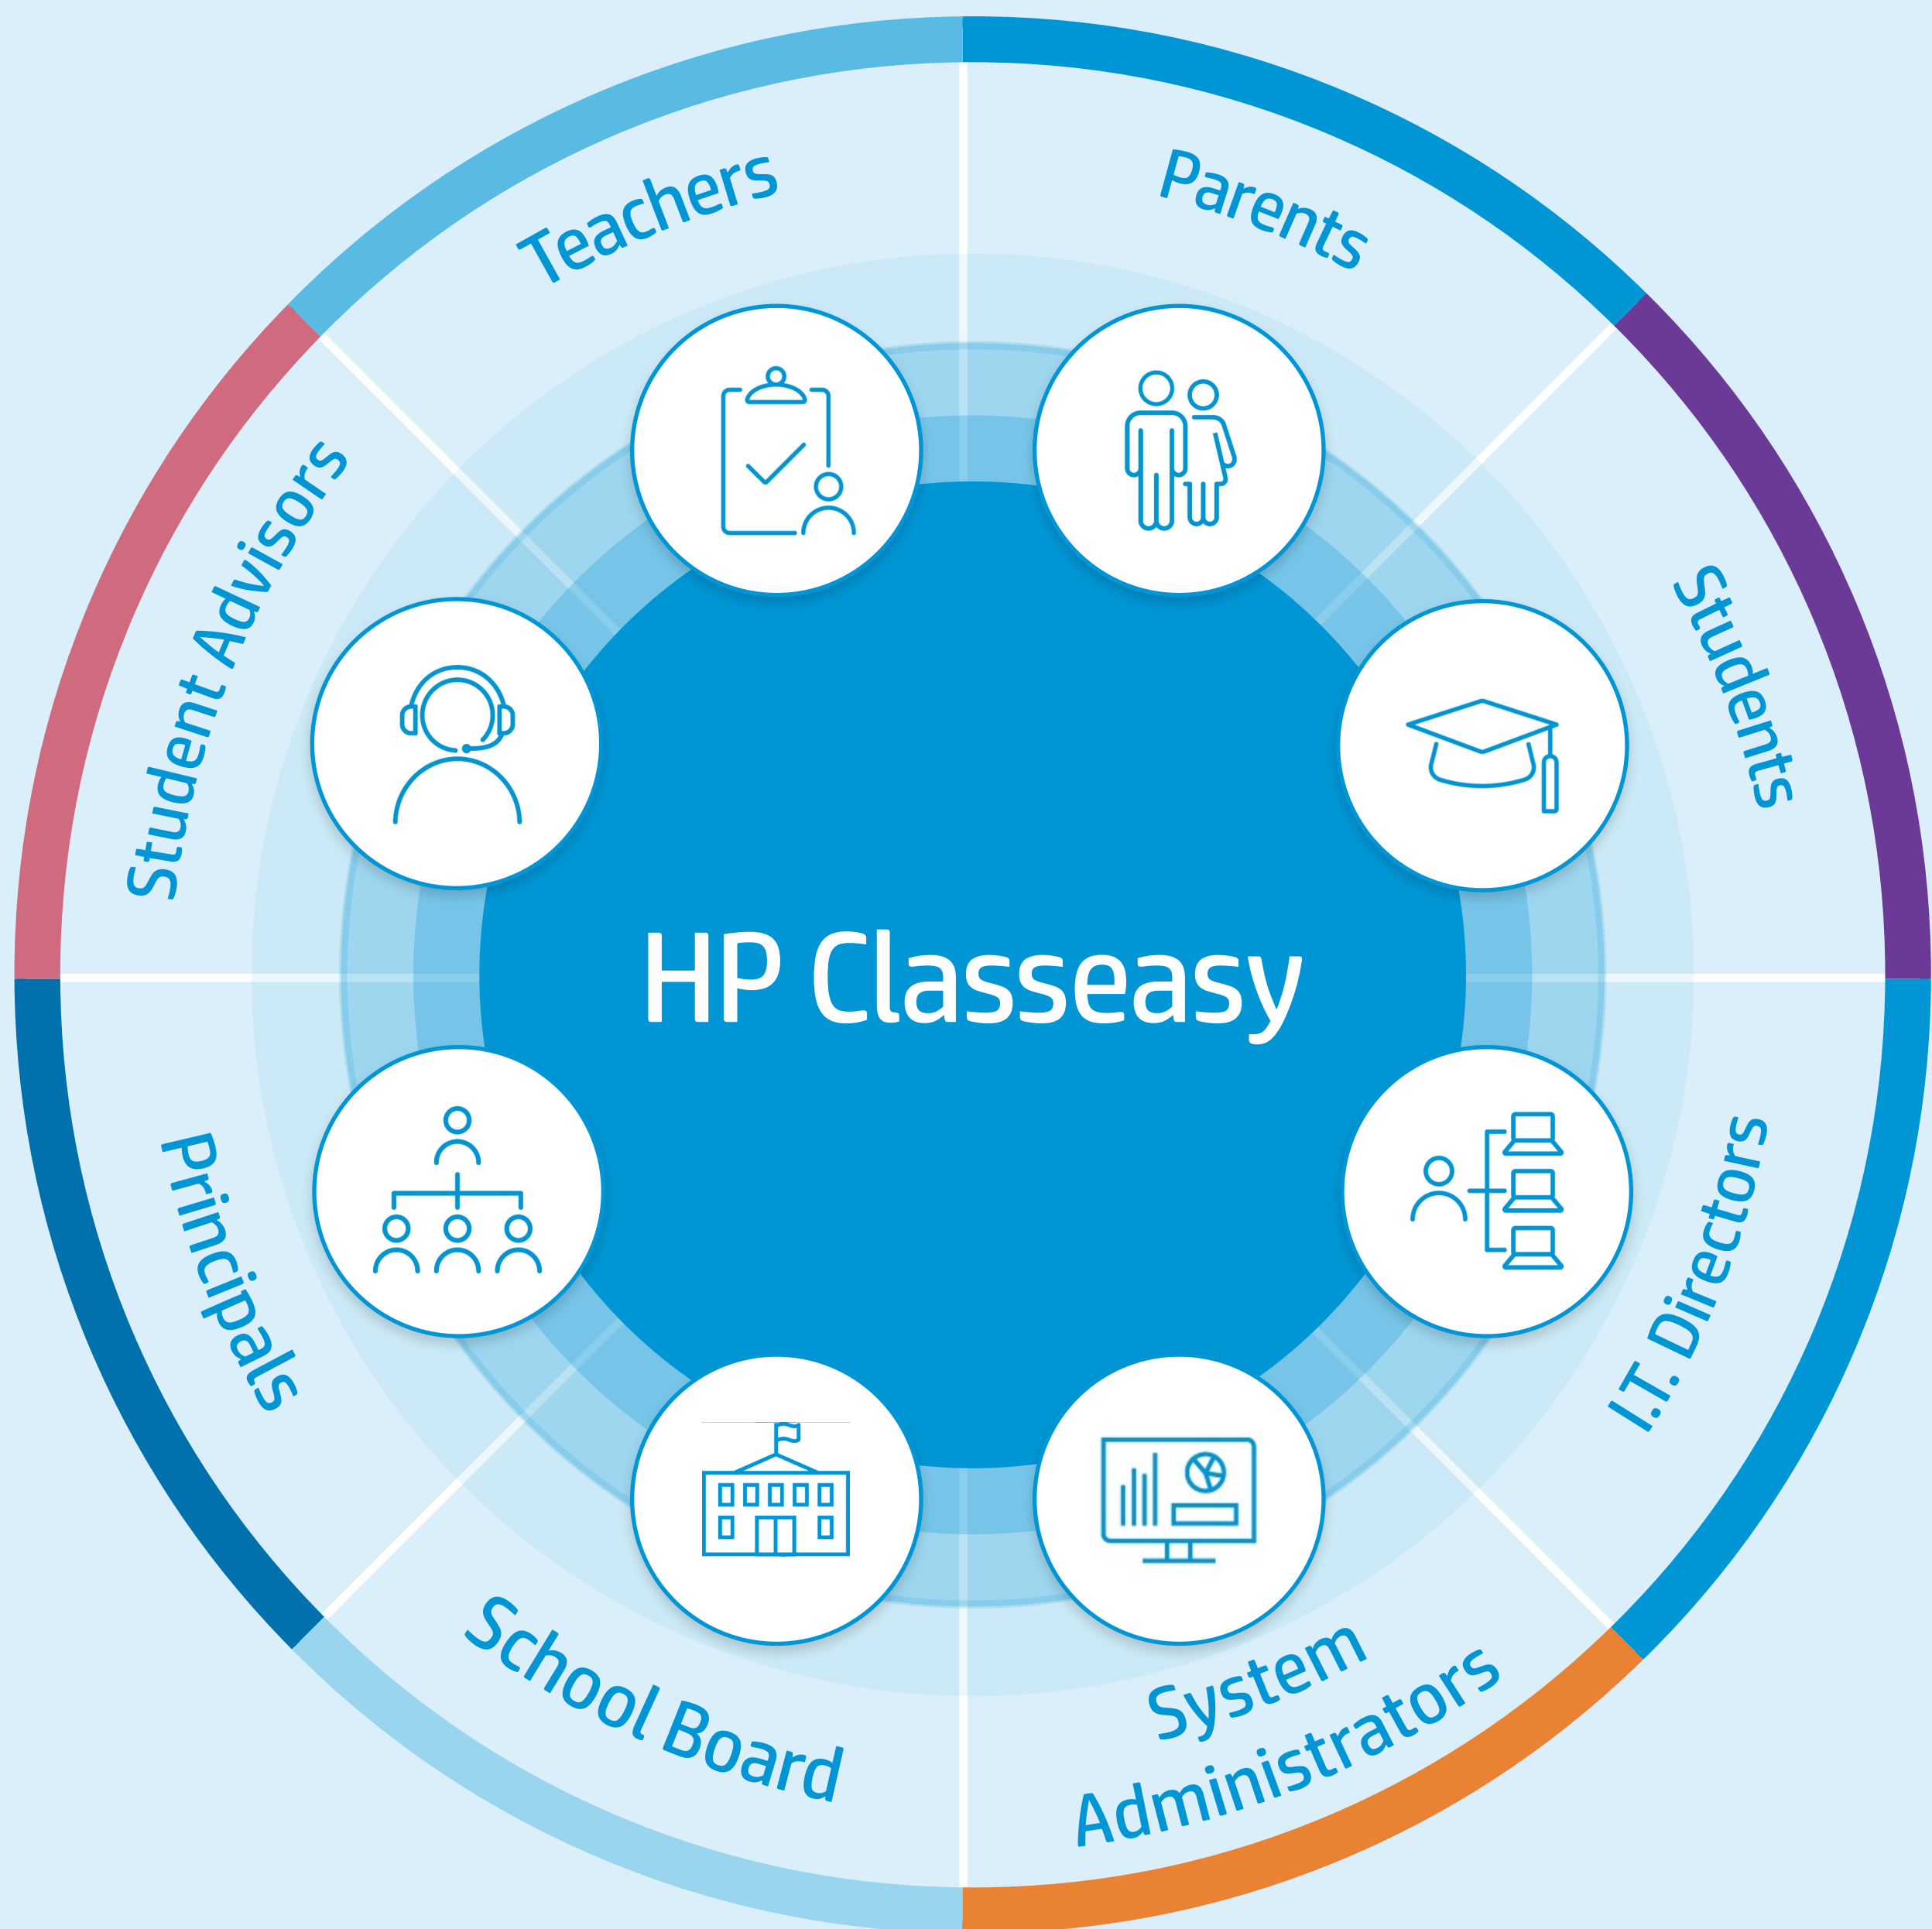 Teachers
Parents
Students
I.T. Directors
System
Administrators
School Board
Principals
Student Advisors
HP Classeasy